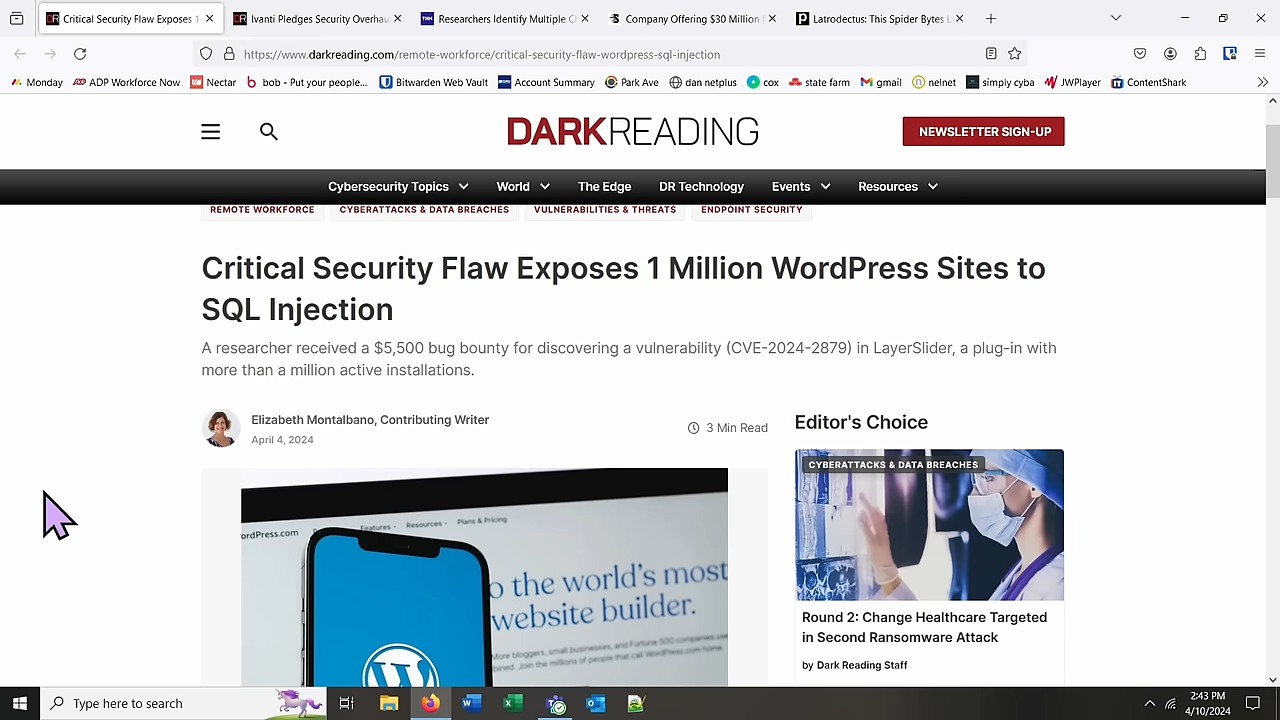 Critical Security Flaw Exposes 1
Ivanti Pledges Security Overhau
Researchers Identify Multiple C
Company Offering $30 Million
Latrodectus: This Spider Bytes L
https://www.darkreading.com/remote-workforce/critical-security-flaw-wordpress-sql-injection
Monday
ADP Workforce Now
Nectar
bob - Put your people...
Bitwarden Web Vault
Account Summary
Park Ave
dan netplus
cox
state farm
gmail
nelnet
simply cyba
JWPlayer
ContentShark
DARKREADING
NEWSLETTER SIGN-UP
Cybersecurity Topics
World
The Edge
DR Technology
Events
Resources
REMOTE WORKFORCE
CYBERATTACKS & DATA BREACHES
VULNERABILITIES & THREATS
ENDPOINT SECURITY
Critical Security Flaw Exposes 1 Million WordPress Sites to
SQL Injection
A researcher received a $5,500 bug bounty for discovering a vulnerability (CVE-2024-2879) in LayerSlider, a plug-in with
more than a million active installations.
Elizabeth Montalbano, Contributing Writer
April 4, 2024
3 Min Read
ordPress.com
Features
Resources
Plans & Pricing
o the world's most
website builder.
More bloggers, small businesses, and Fortune 500 companies use
bined. Join the millions of people that call WordPress.com home.
Editor's Choice
CYBERATTACKS & DATA BREACHES
Round 2: Change Healthcare Targeted
in Second Ransomware Attack
by Dark Reading Staff
Type here to search
2:43 PM
4/10/2024